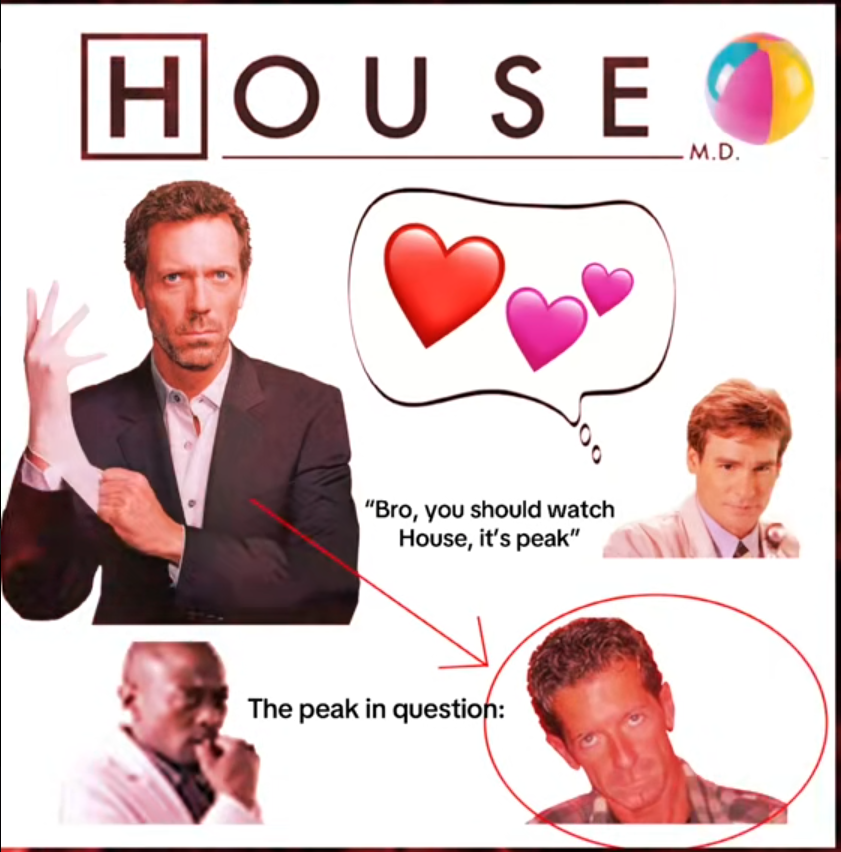 HOUSE
M.D.
“Bro, you should watch
House, it’s peak”
The peak in question: